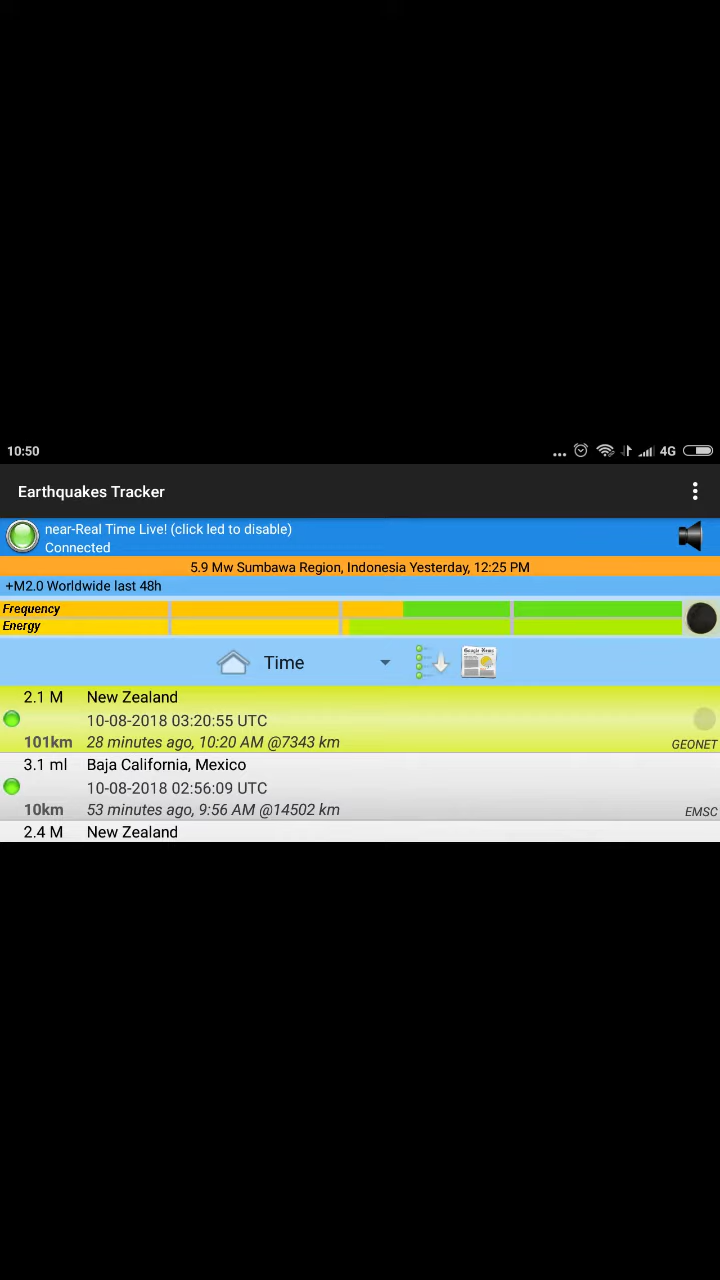 10:50
... 4G
Earthquakes Tracker
near-Real Time Live! (click led to disable)
Connected
5.9 Mw Sumbawa Region, Indonesia Yesterday, 12:25 PM
+M2.0 Worldwide last 48h
Frequency
Energy
Time
Google News
2.1 M New Zealand
10-08-2018 03:20:55 UTC
101km 28 minutes ago, 10:20 AM @7343 km GEONET
3.1 ml Baja California, Mexico
10-08-2018 02:56:09 UTC
10km 53 minutes ago, 9:56 AM @14502 km EMSC
2.4 M New Zealand